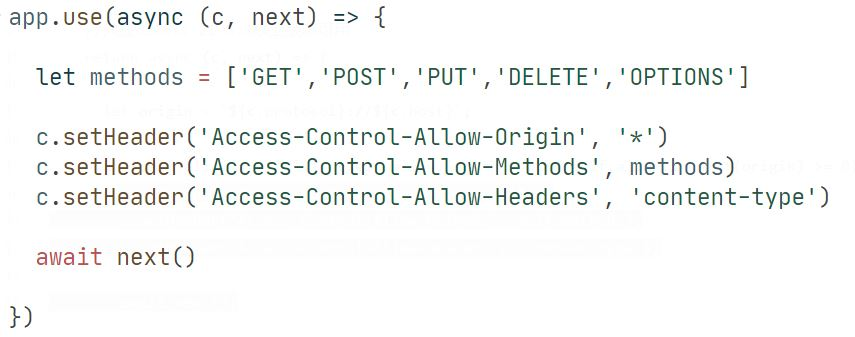 app.use(async (c, next) => {
let methods = ['GET','POST','PUT','DELETE','OPTIONS']
c.setHeader('Access-Control-Allow-Origin', '*')
c.setHeader('Access-Control-Allow-Methods', methods)
c.setHeader('Access-Control-Allow-Headers', 'content-type')
await next()
})